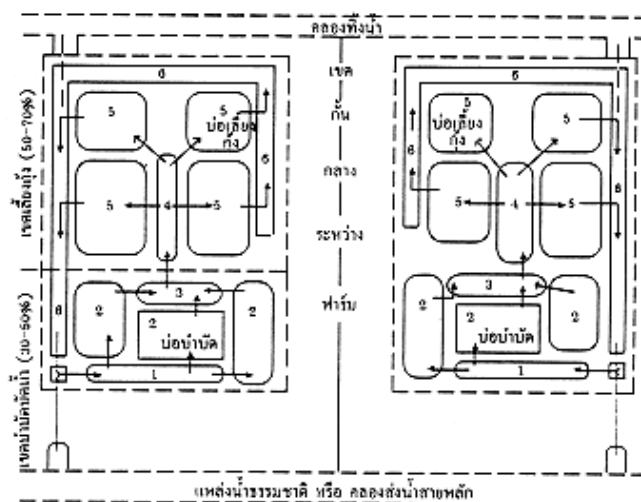 คลองทิ้งน้ำ
เขต
กั้น
กลาง
ระหว่าง
ฟาร์ม
เขตเลี้ยงกุ้ง (50-70%)
เขตบำบัดน้ำ (30-50%)
6
5
5
บ่อเลี้ยง
กุ้ง
6
5
4
5
6
3
2
2
2
บ่อบำบัด
1
6
5
บ่อเลี้ยง
กุ้ง
5
6
5
4
5
6
3
2
2
2
บ่อบำบัด
1
แหล่งน้ำธรรมชาติ หรือ คลองส่งน้ำสายหลัก